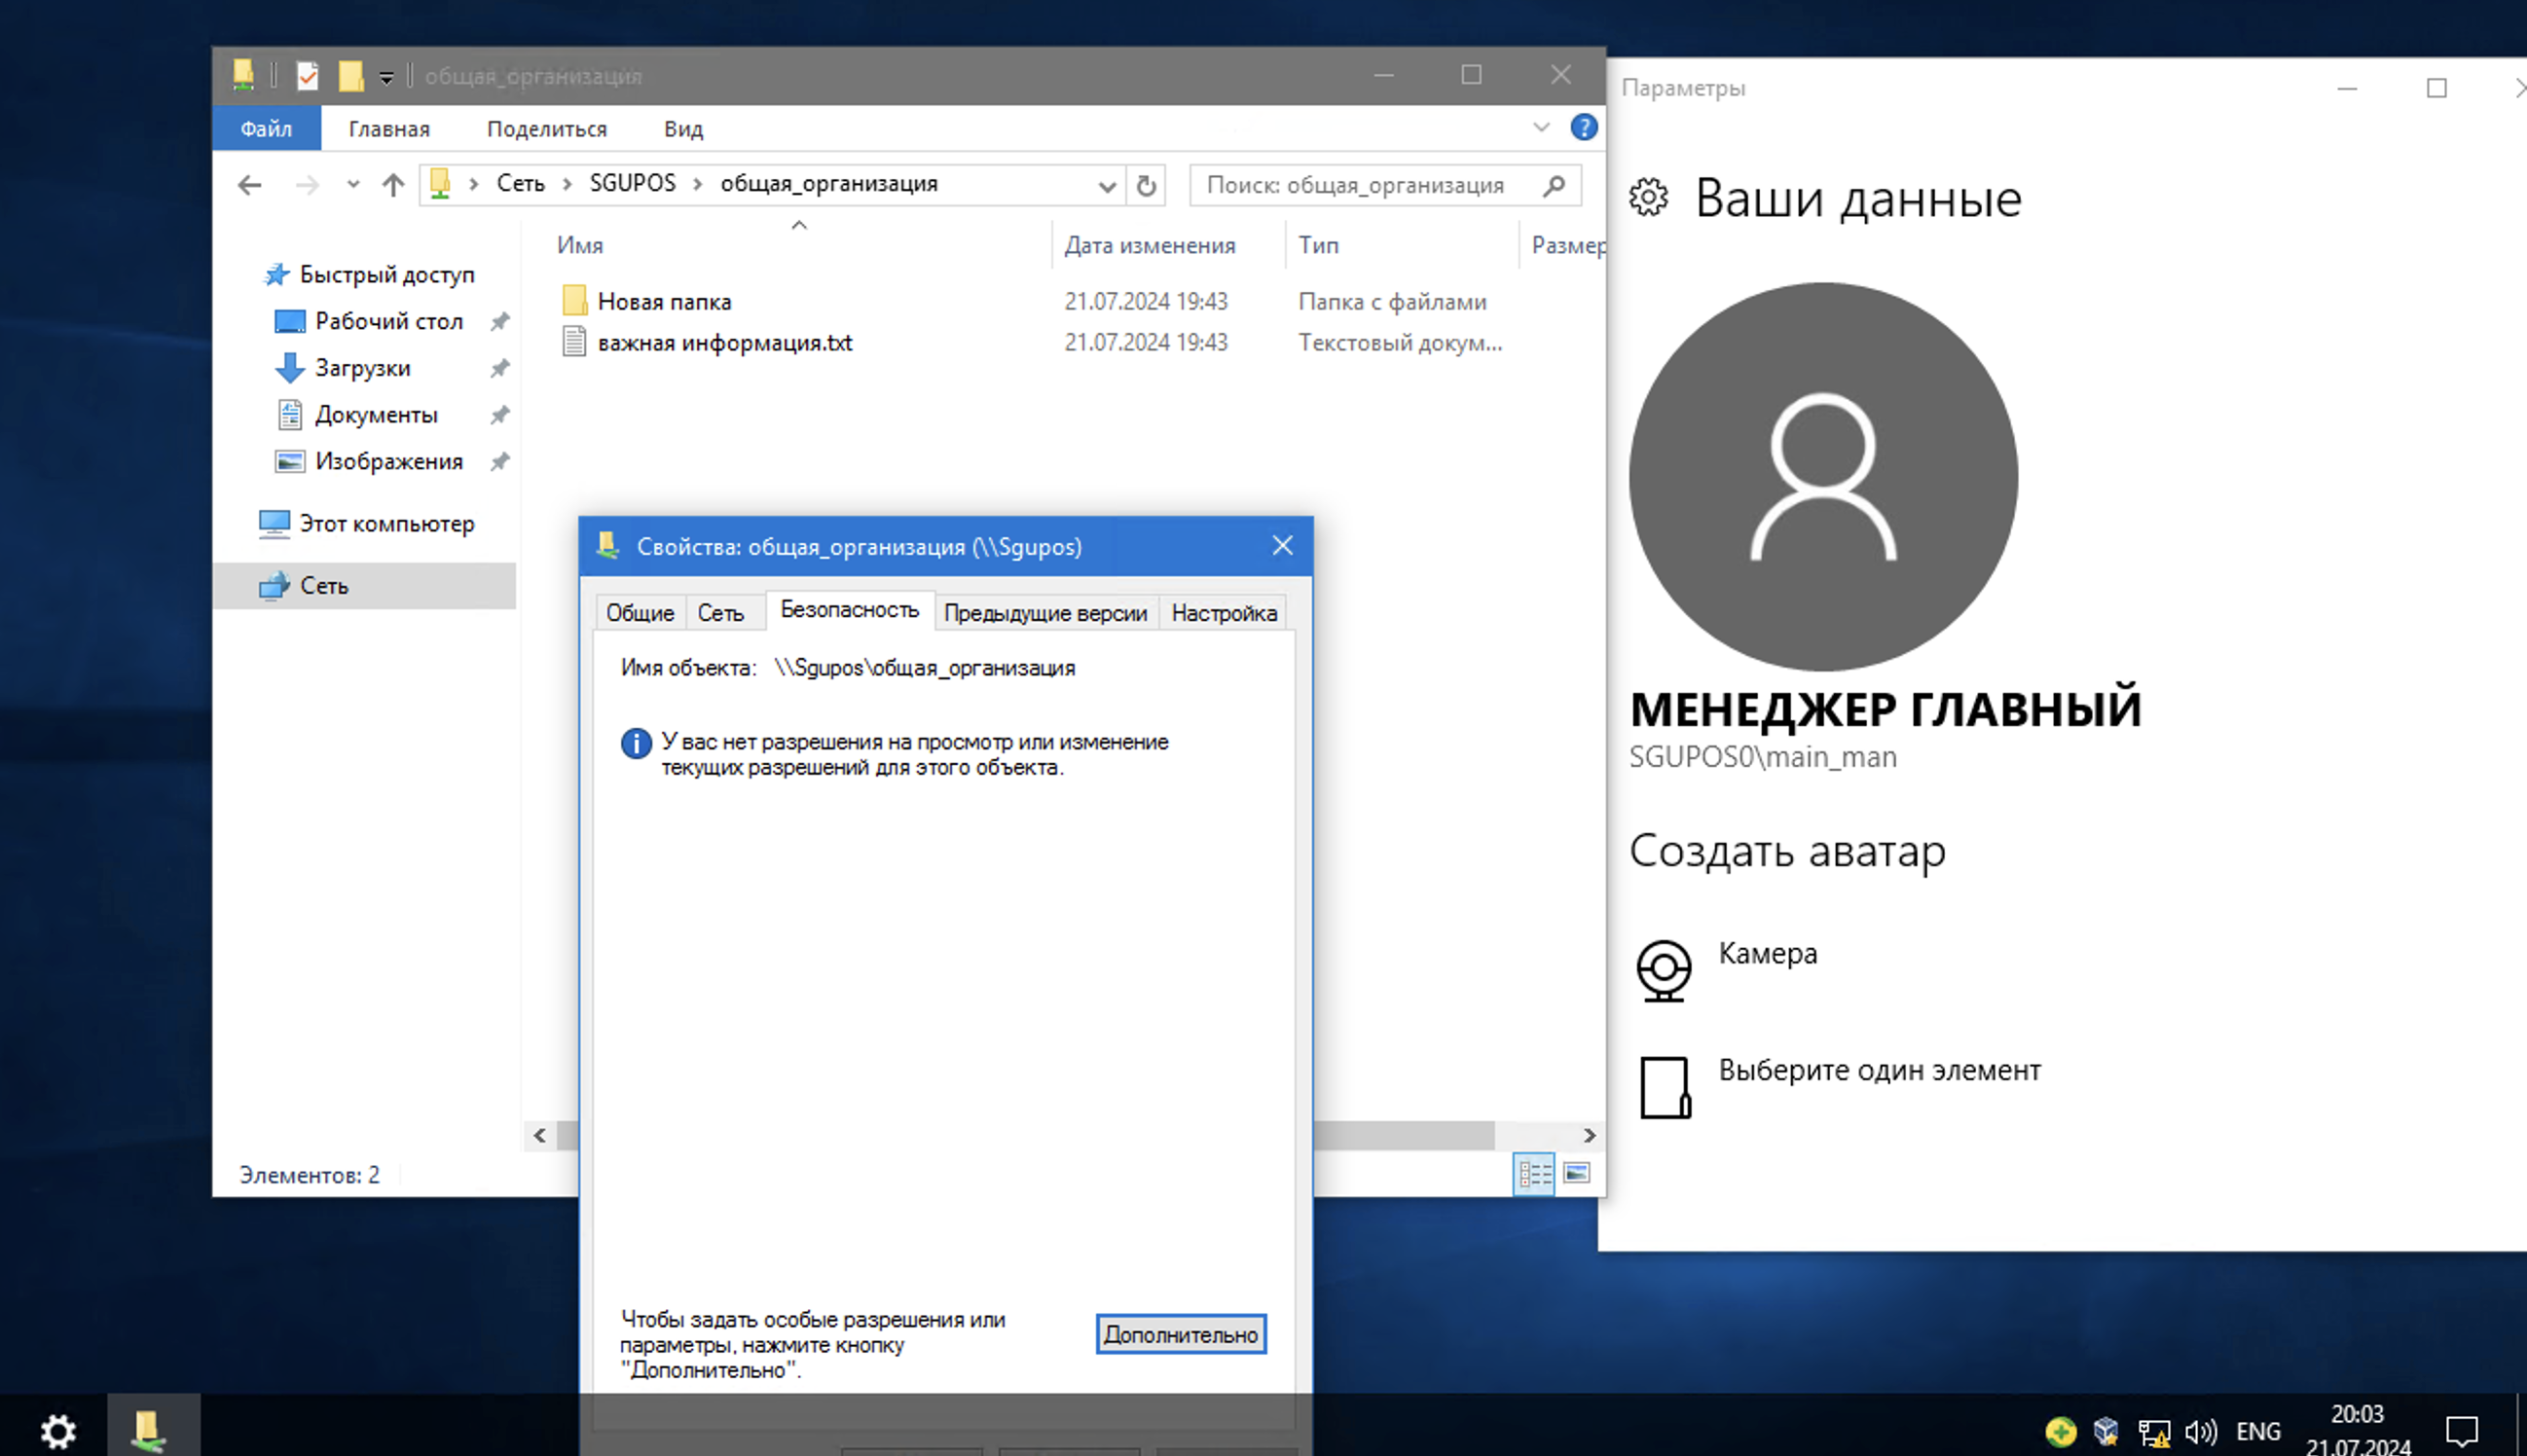 общая_организация
Файл Главная Поделиться Вид
Сеть SGUPOS общая_организация
Поиск: общая_организация
Имя Дата изменения Тип Размер
Новая папка 21.07.2024 19:43 Папка с файлами
важная информация.txt 21.07.2024 19:43 Текстовый докум...
Быстрый доступ
Рабочий стол
Загрузки
Документы
Изображения
Этот компьютер
Сеть
Элементов: 2
Свойства: общая_организация (\\Sgupos)
Общие Сеть Безопасность Предыдущие версии Настройка
Имя объекта: \\Sgupos\общая_организация
У вас нет разрешения на просмотр или изменение
текущих разрешений для этого объекта.
Чтобы задать особые разрешения или
параметры, нажмите кнопку
"Дополнительно".
Дополнительно
Параметры
Ваши данные
МЕНЕДЖЕР ГЛАВНЫЙ
SGUPOS0\main_man
Создать аватар
Камера
Выберите один элемент
ENG
20:03
21.07.2024